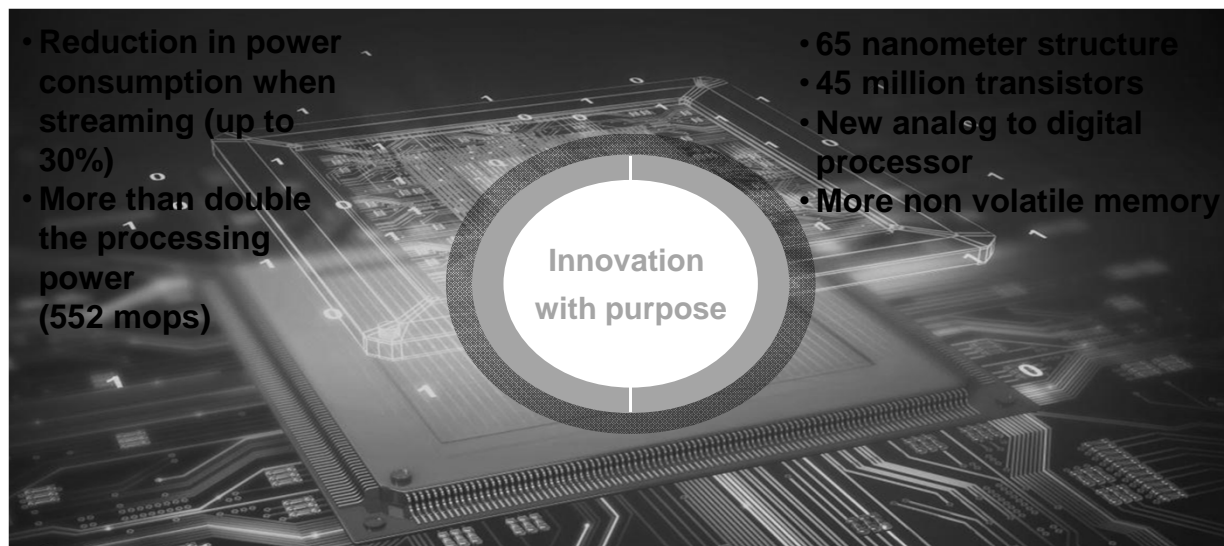 • Reduction in power
consumption when
streaming (up to
30%)
• More than double
the processing
power
(552 mops)
Innovation
with purpose
• 65 nanometer structure
• 45 million transistors
• New analog to digital
processor
• More non volatile memory